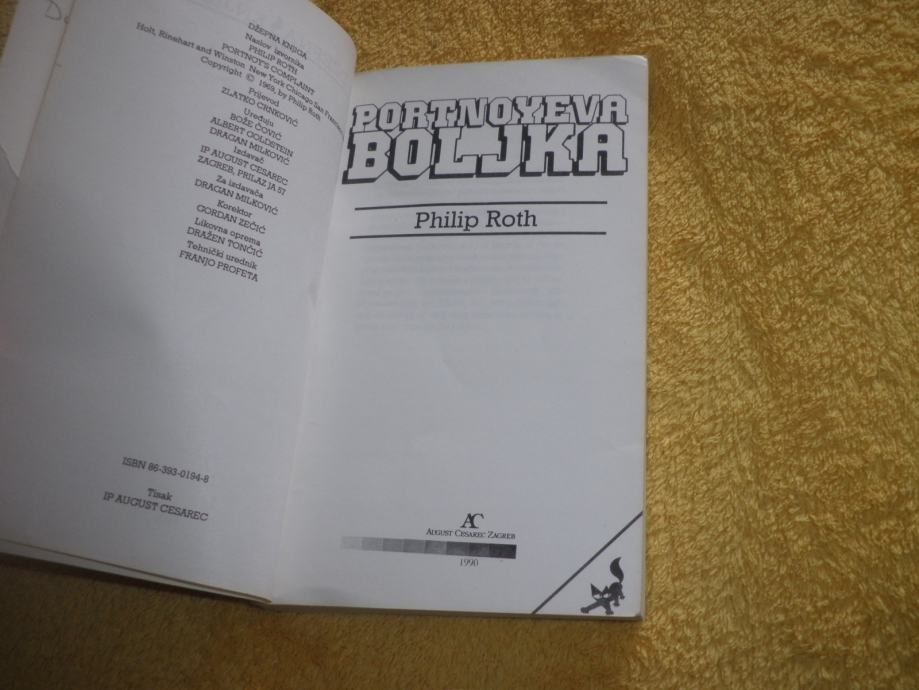 DŽEPNA KNJIGA
Naslov izvornika
PHILIP ROTH
PORTNOY'S COMPLAINT
Holt, Rinehart and Winston New York Chicago San
Copyright © 1969, by Philip Roth
Prijevod
ZLATKO CRNKOVIĆ
Uređuju
BOŽE ČOVIĆ
ALBERT GOLDSTEIN
DRAGAN MILKOVIĆ
Izdavač
IP AUGUST CESAREC
ZAGREB, PRILAZ JA 57
Za izdavača
DRAGAN MILKOVIĆ
Korektor
GORDAN ZEČIĆ
Likovna oprema
DRAŽEN TONČIĆ
Tehnički urednik
FRANJO PROFETA
ISBN 86-393-0194-8
Tisak
IP AUGUST CESAREC
PORTNOYEVA
BOLJKA
Philip Roth
AC
AUGUST CESAREC ZAGREB
1990